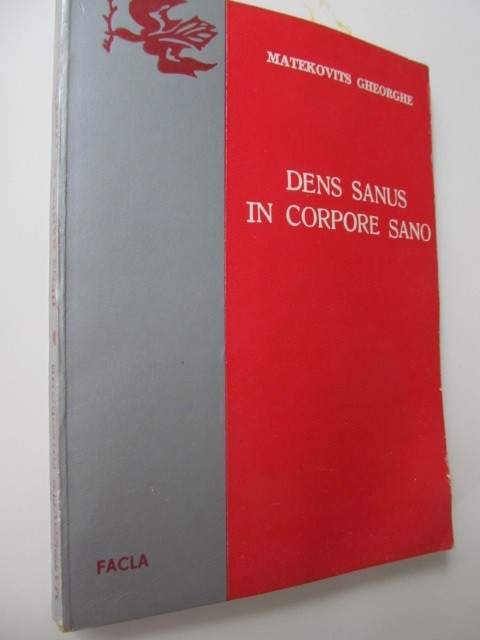 MATEKOVITS GHEORGHE
DENS SANUS
IN CORPORE SANO
FACLA